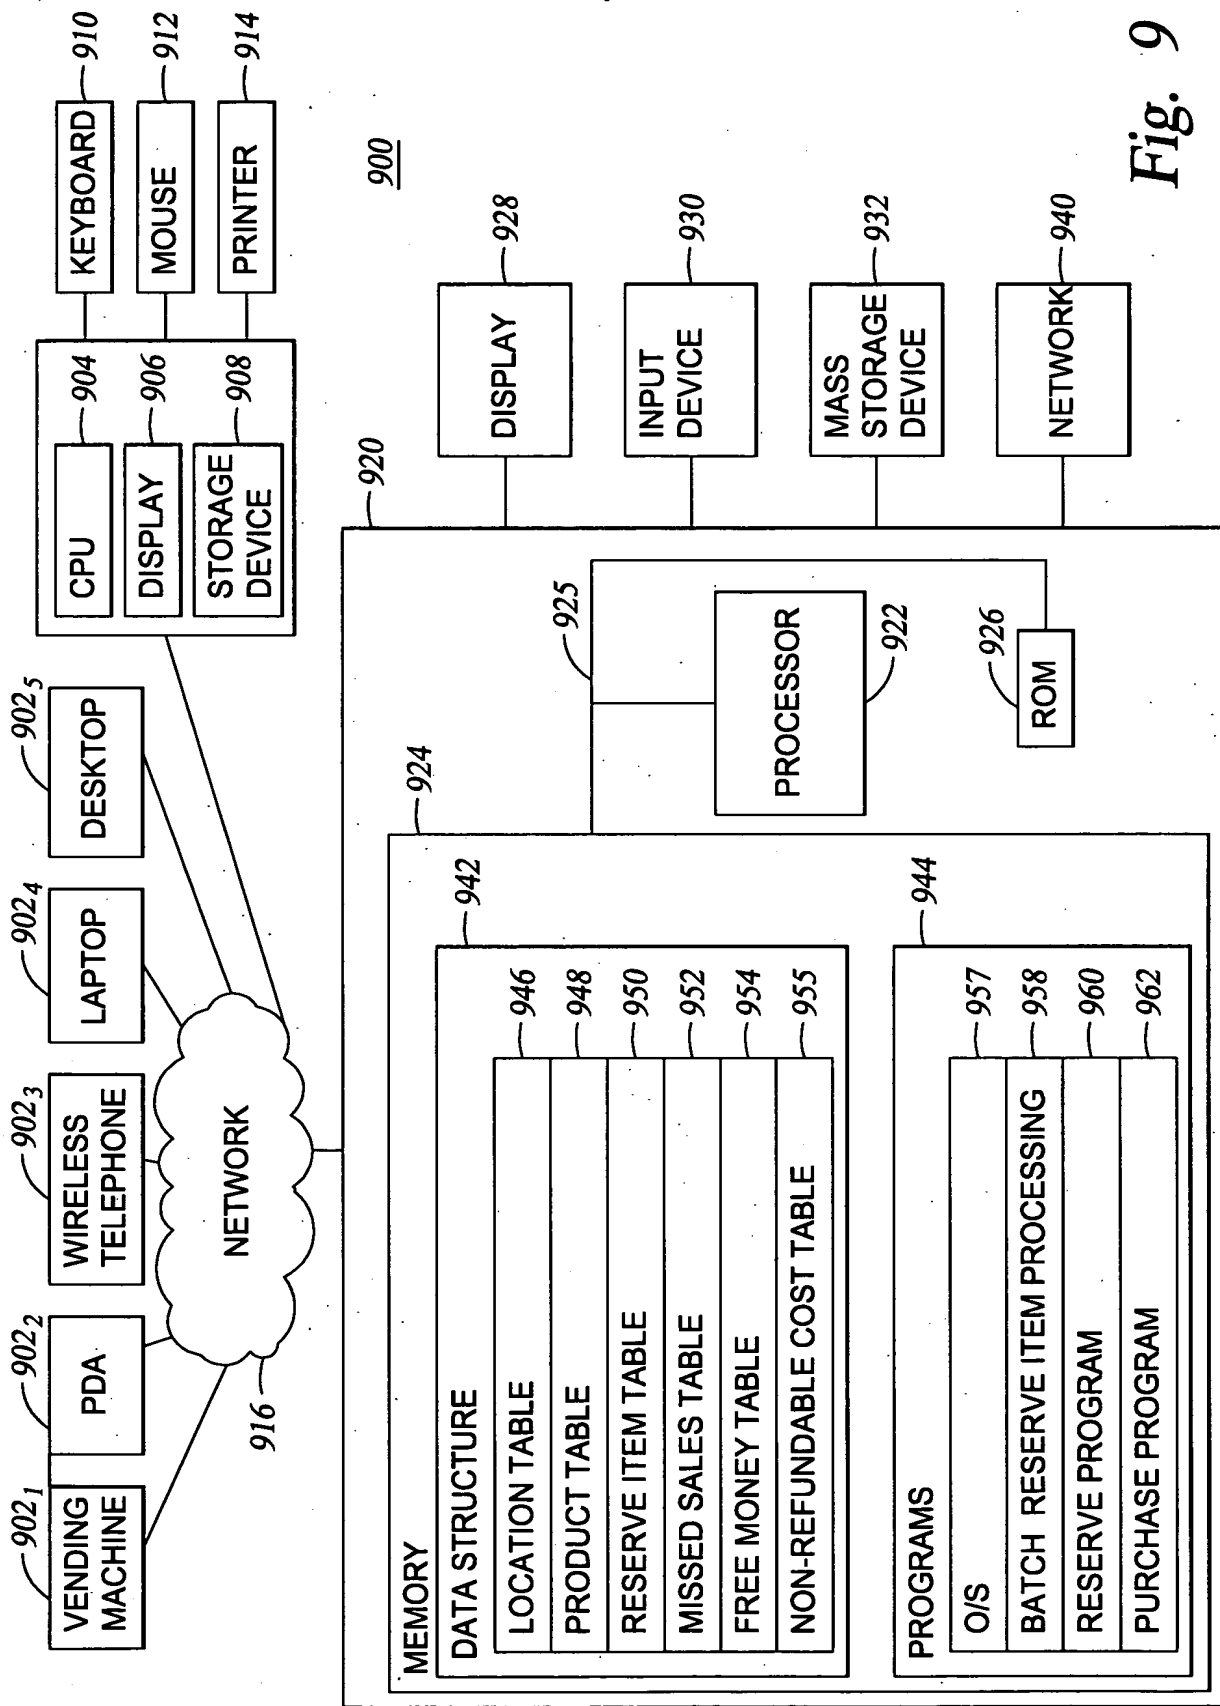 902₁
VENDING
MACHINE
902₂
PDA
902₃
WIRELESS
TELEPHONE
902₄
LAPTOP
902₅
DESKTOP
CPU
904
DISPLAY
906
STORAGE
DEVICE
908
KEYBOARD
910
MOUSE
912
PRINTER
914
NETWORK
916
900
920
MEMORY
924
DATA STRUCTURE
942
LOCATION TABLE
946
PRODUCT TABLE
948
RESERVE ITEM TABLE
950
MISSED SALES TABLE
952
FREE MONEY TABLE
954
NON-REFUNDABLE COST TABLE
955
PROGRAMS
944
O/S
957
BATCH RESERVE ITEM PROCESSING
958
RESERVE PROGRAM
960
PURCHASE PROGRAM
962
925
PROCESSOR
922
926
ROM
DISPLAY
928
INPUT
DEVICE
930
MASS
STORAGE
DEVICE
932
NETWORK
940
Fig. 9